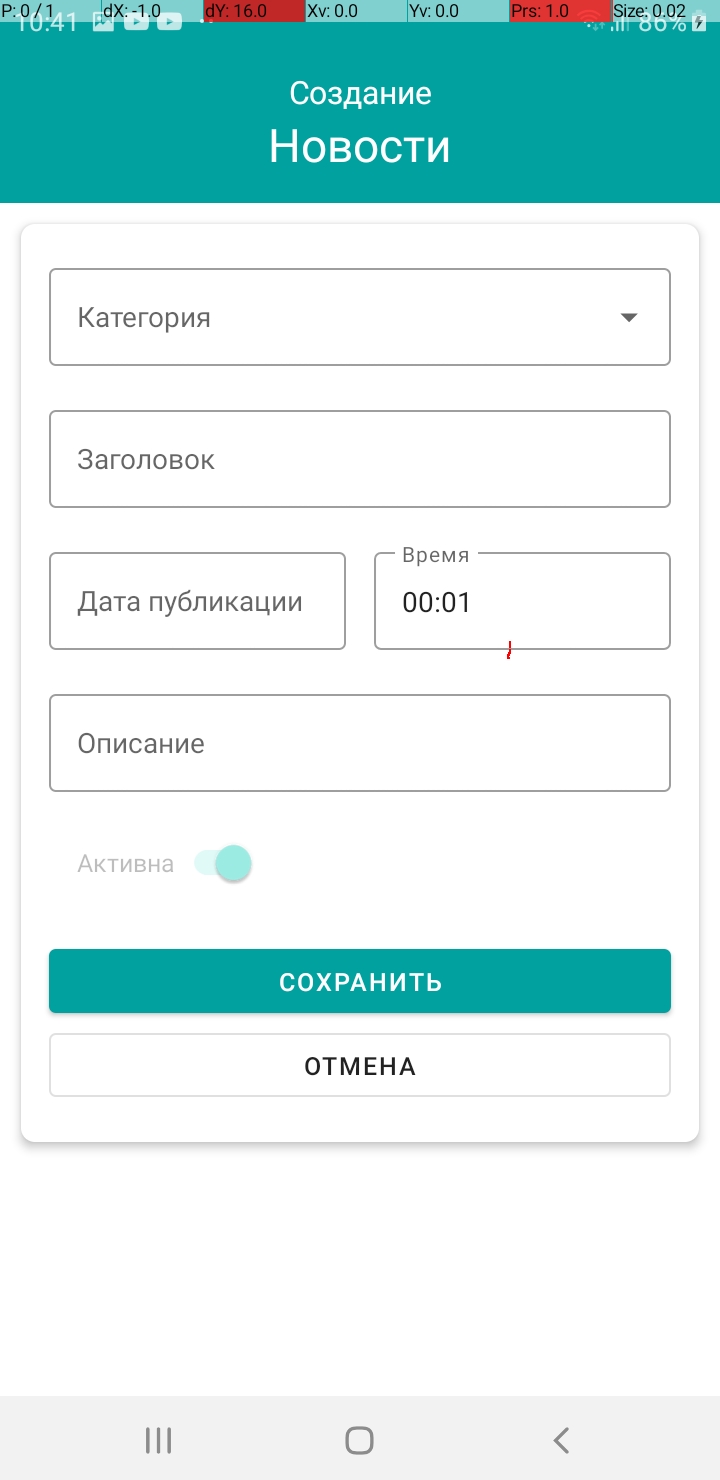 P: 0 / 1 dX: -1.0 dY: 16.0 Xv: 0.0 Yv: 0.0 Prs: 1.0 Size: 0.02
10:41 86%
Создание
Новости
Категория
Заголовок
Время
Дата публикации 00:01
Описание
Активна
СОХРАНИТЬ
ОТМЕНА